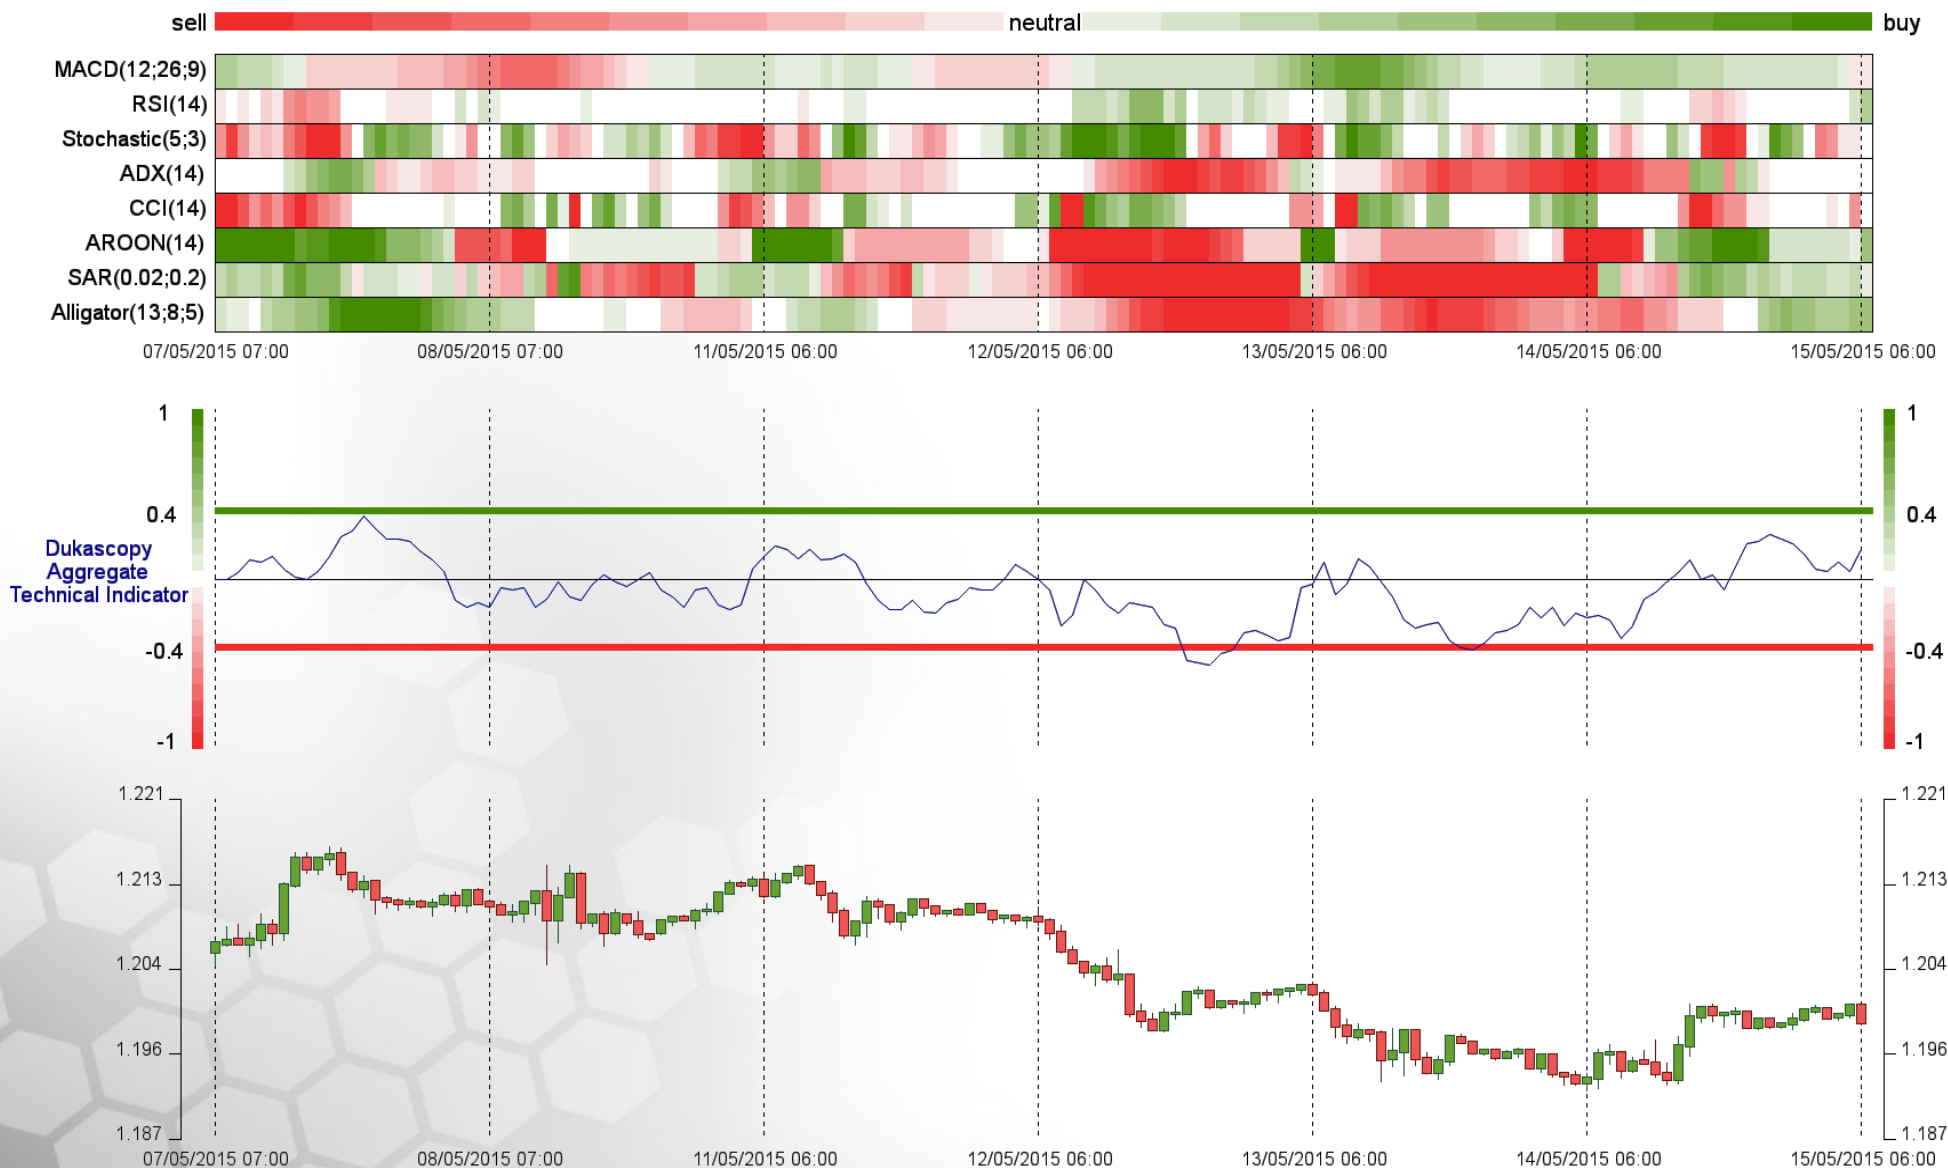 sell neutral buy
MACD(12;26;9)
RSI(14)
Stochastic(5;3)
ADX(14)
CCI(14)
AROON(14)
SAR(0.02;0.2)
Alligator(13;8;5)
07/05/2015 07:00 08/05/2015 07:00 11/05/2015 06:00 12/05/2015 06:00 13/05/2015 06:00 14/05/2015 06:00 15/05/2015 06:00
1 1
0.4 0.4
Dukascopy
Aggregate
Technical Indicator
-0.4 -0.4
-1 -1
1.221 1.221
1.213 1.213
1.204 1.204
1.196 1.196
1.187 1.187
07/05/2015 07:00 08/05/2015 07:00 11/05/2015 06:00 12/05/2015 06:00 13/05/2015 06:00 14/05/2015 06:00 15/05/2015 06:00